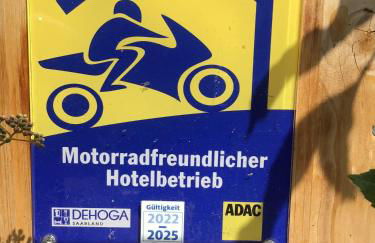 Motorradfreundlicher
Hotelbetrieb
DEHOGA
SAARLAND
Gültigkeit
2022
–
2025
ADAC